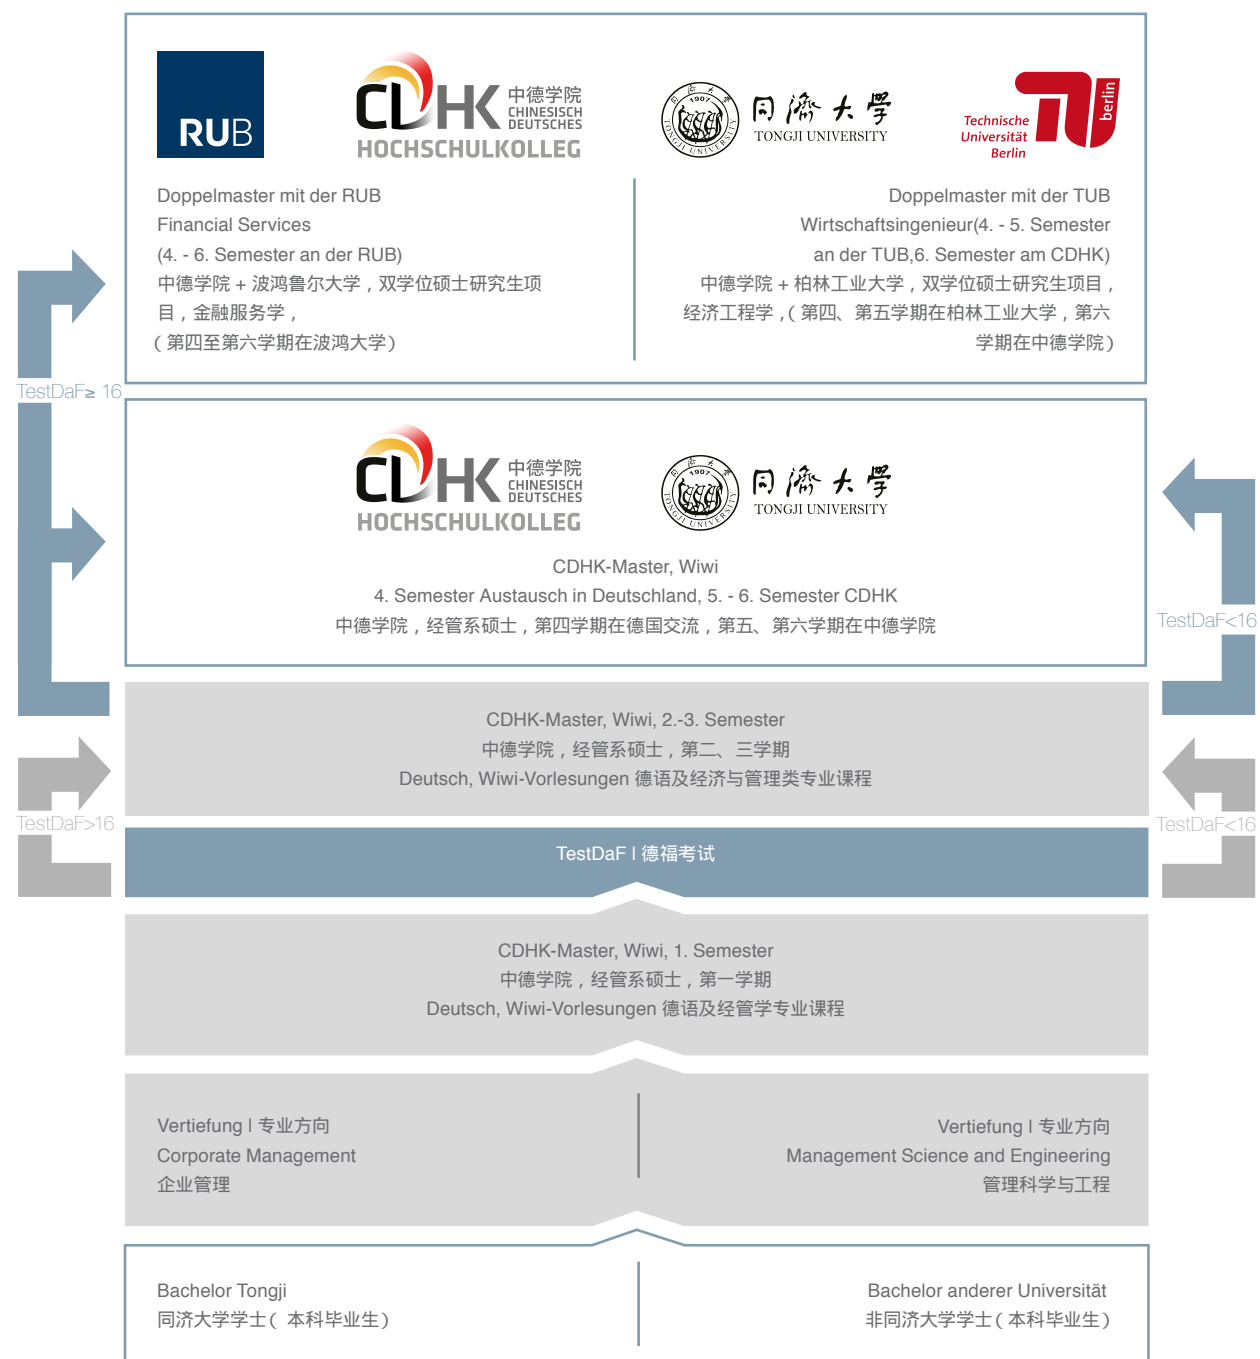 RUB
CDHK 中德学院
CHINESISCH
DEUTSCHES
HOCHSCHULKOLLEG
1907
TONGJI UNIVERSITY
同濟大學
TONGJI UNIVERSITY
Technische
Universität
Berlin
berlin
Doppelmaster mit der RUB
Financial Services
(4. - 6. Semester an der RUB)
中德学院 + 波鸿鲁尔大学，双学位硕士研究生项
目，金融服务学，
（第四至第六学期在波鸿大学）
Doppelmaster mit der TUB
Wirtschaftsingenieur(4. - 5. Semester
an der TUB,6. Semester am CDHK)
中德学院 + 柏林工业大学，双学位硕士研究生项目，
经济工程学，（第四、第五学期在柏林工业大学，第六
学期在中德学院）
TestDaF≥ 16
CDHK 中德学院
CHINESISCH
DEUTSCHES
HOCHSCHULKOLLEG
1907
TONGJI UNIVERSITY
同濟大學
TONGJI UNIVERSITY
CDHK-Master, Wiwi
4. Semester Austausch in Deutschland, 5. - 6. Semester CDHK
中德学院，经管系硕士，第四学期在德国交流，第五、第六学期在中德学院
TestDaF<16
CDHK-Master, Wiwi, 2.-3. Semester
中德学院，经管系硕士，第二、三学期
Deutsch, Wiwi-Vorlesungen 德语及经济与管理类专业课程
TestDaF>16
TestDaF<16
TestDaF | 德福考试
CDHK-Master, Wiwi, 1. Semester
中德学院，经管系硕士，第一学期
Deutsch, Wiwi-Vorlesungen 德语及经管学专业课程
Vertiefung | 专业方向
Corporate Management
企业管理
Vertiefung | 专业方向
Management Science and Engineering
管理科学与工程
Bachelor Tongji
同济大学学士（ 本科毕业生）
Bachelor anderer Universität
非同济大学学士（本科毕业生）